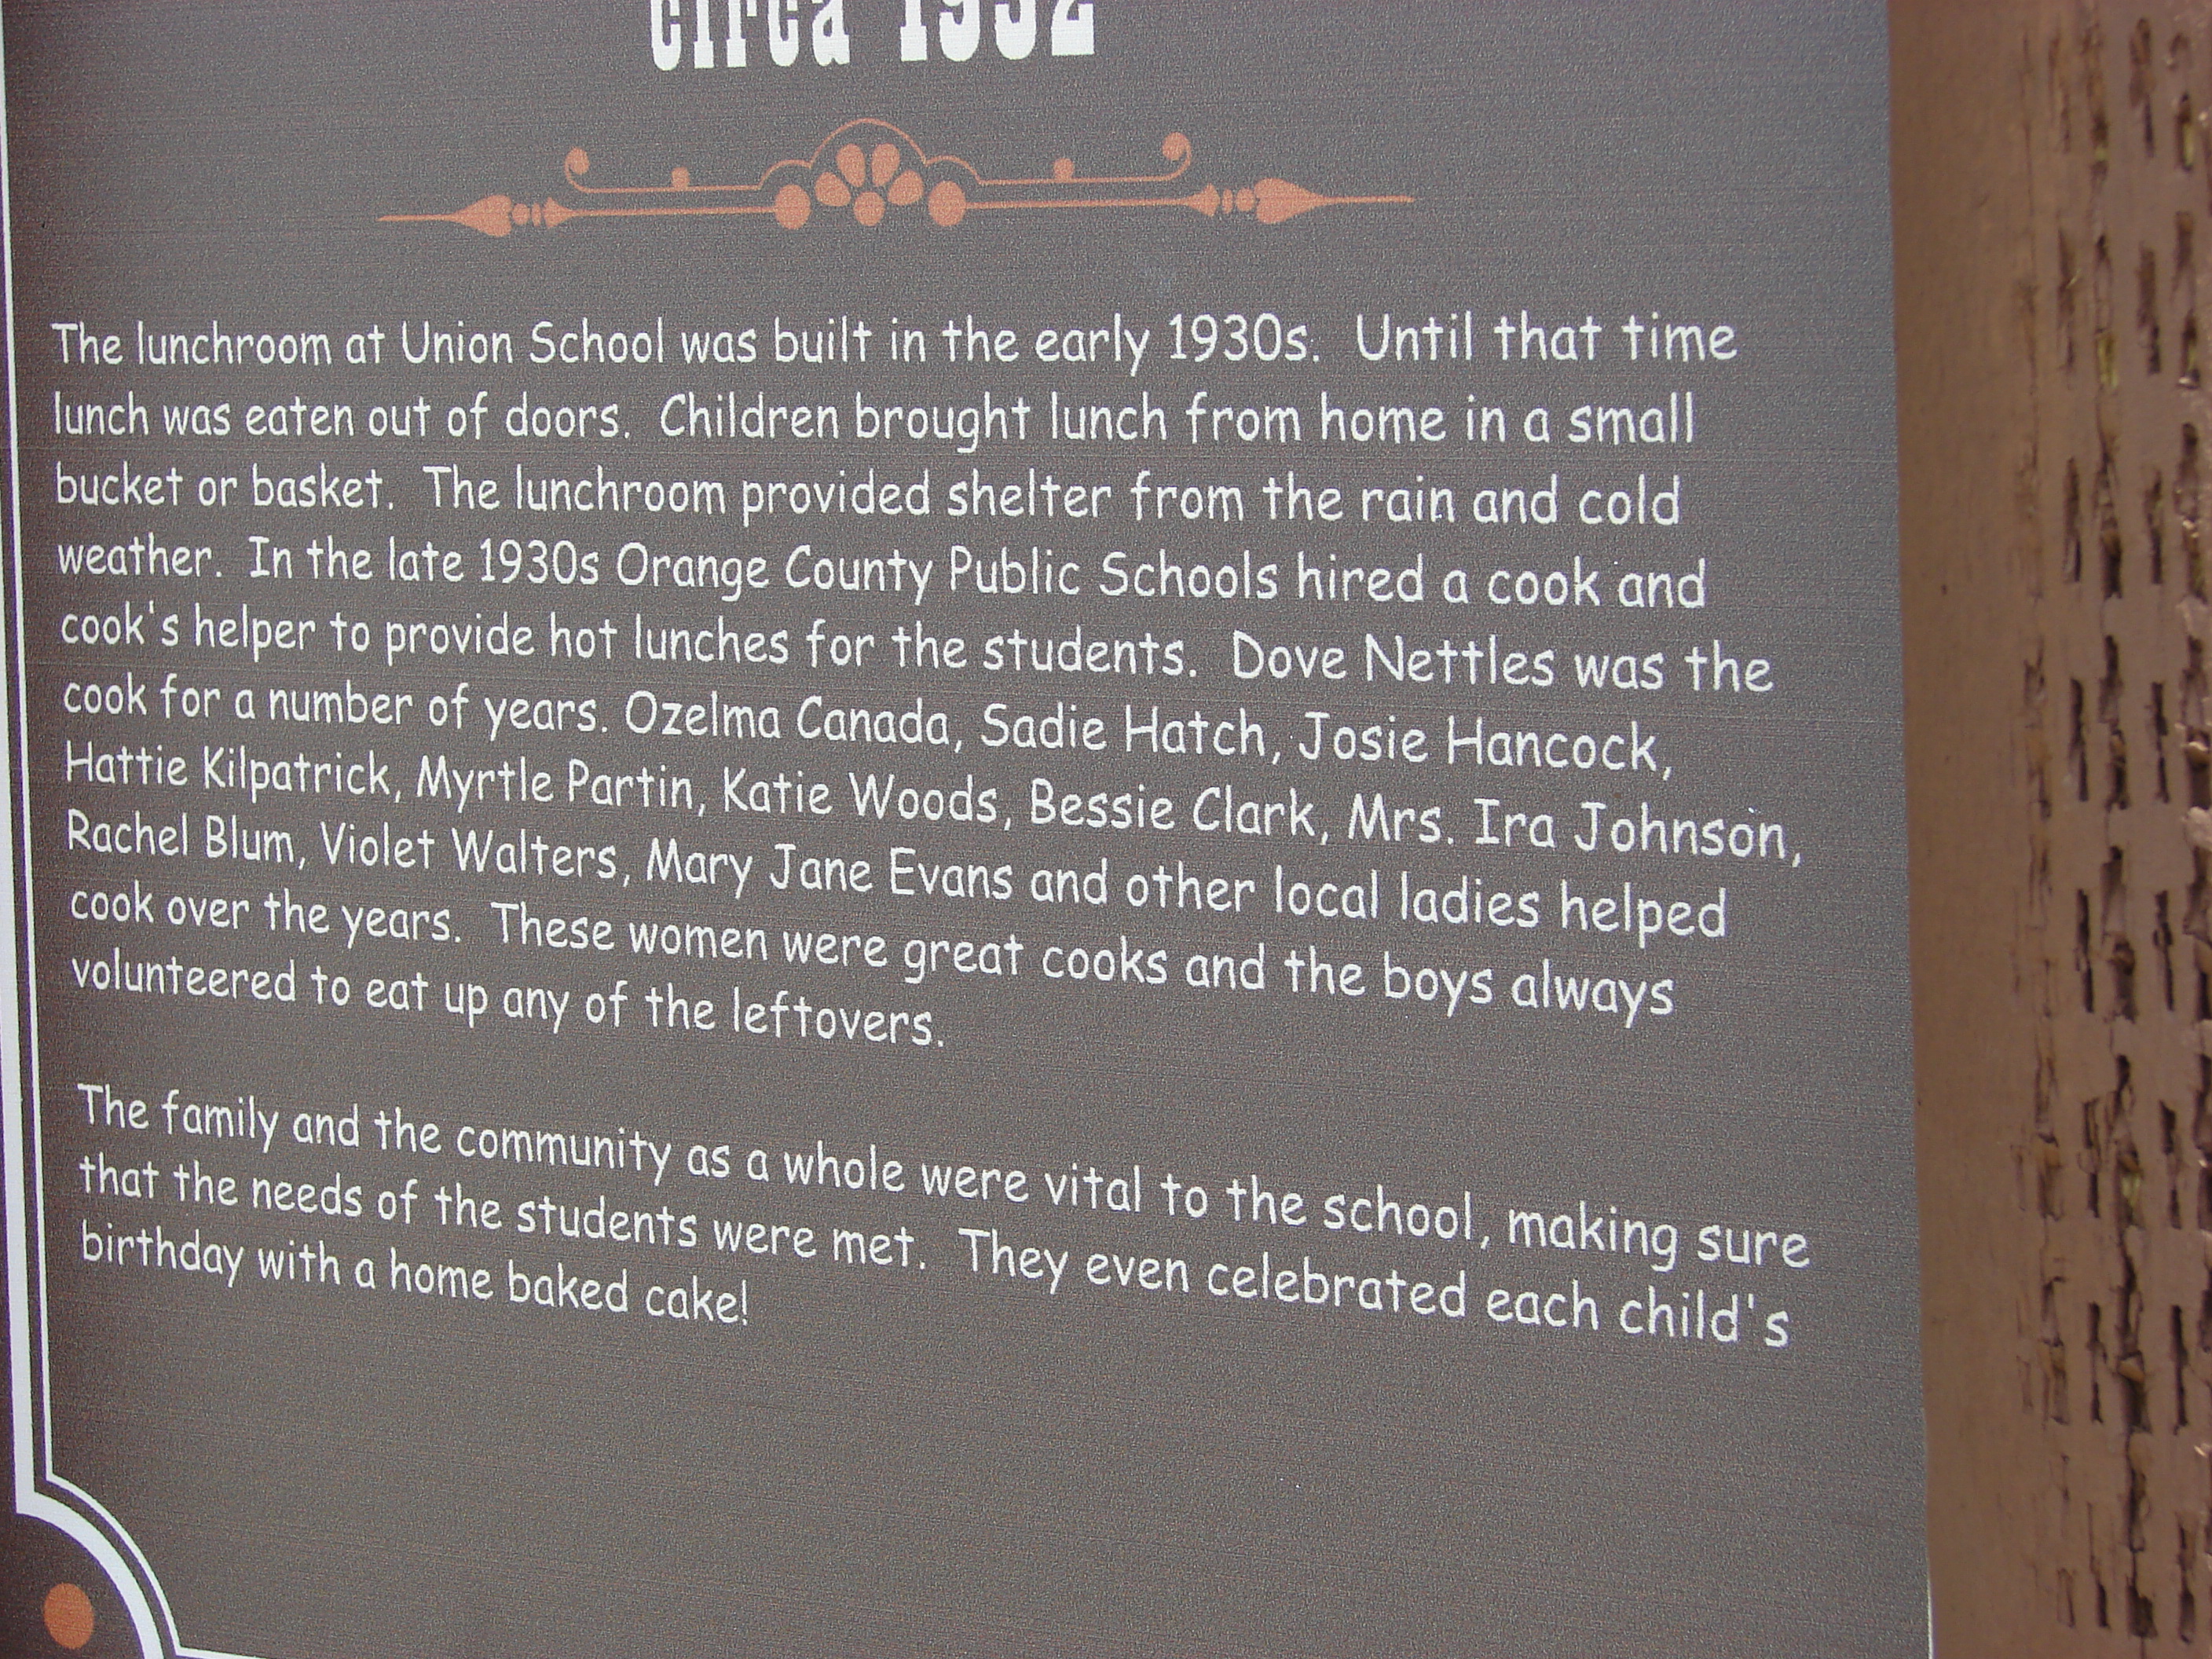 circa 1932
The lunchroom at Union School was built in the early 1930s. Until that time
lunch was eaten out of doors. Children brought lunch from home in a small
bucket or basket. The lunchroom provided shelter from the rain and cold
weather. In the late 1930s Orange County Public Schools hired a cook and
cook's helper to provide hot lunches for the students. Dove Nettles was the
cook for a number of years. Ozelma Canada, Sadie Hatch, Josie Hancock,
Hattie Kilpatrick, Myrtle Partin, Katie Woods, Bessie Clark, Mrs. Ira Johnson,
Rachel Blum, Violet Walters, Mary Jane Evans and other local ladies helped
cook over the years. These women were great cooks and the boys always
volunteered to eat up any of the leftovers.
The family and the community as a whole were vital to the school, making sure
that the needs of the students were met. They even celebrated each child's
birthday with a home baked cake!